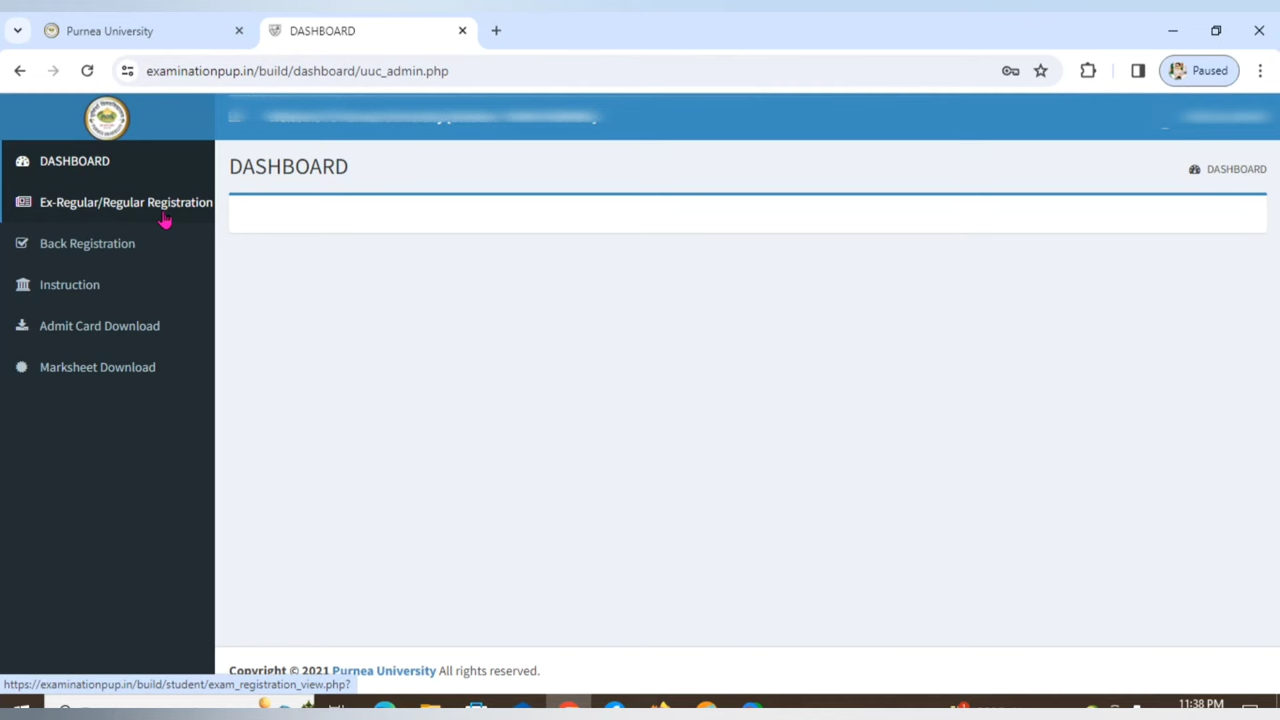 Purnea University
DASHBOARD
examinationpup.in/build/dashboard/uuc_admin.php
Paused
DASHBOARD
DASHBOARD
DASHBOARD
Ex-Regular/Regular Registration
Back Registration
Instruction
Admit Card Download
Marksheet Download
Copyright © 2021 Purnea University All rights reserved.
https://examinationpup.in/build/student/exam_registration_view.php?
11:38 PM